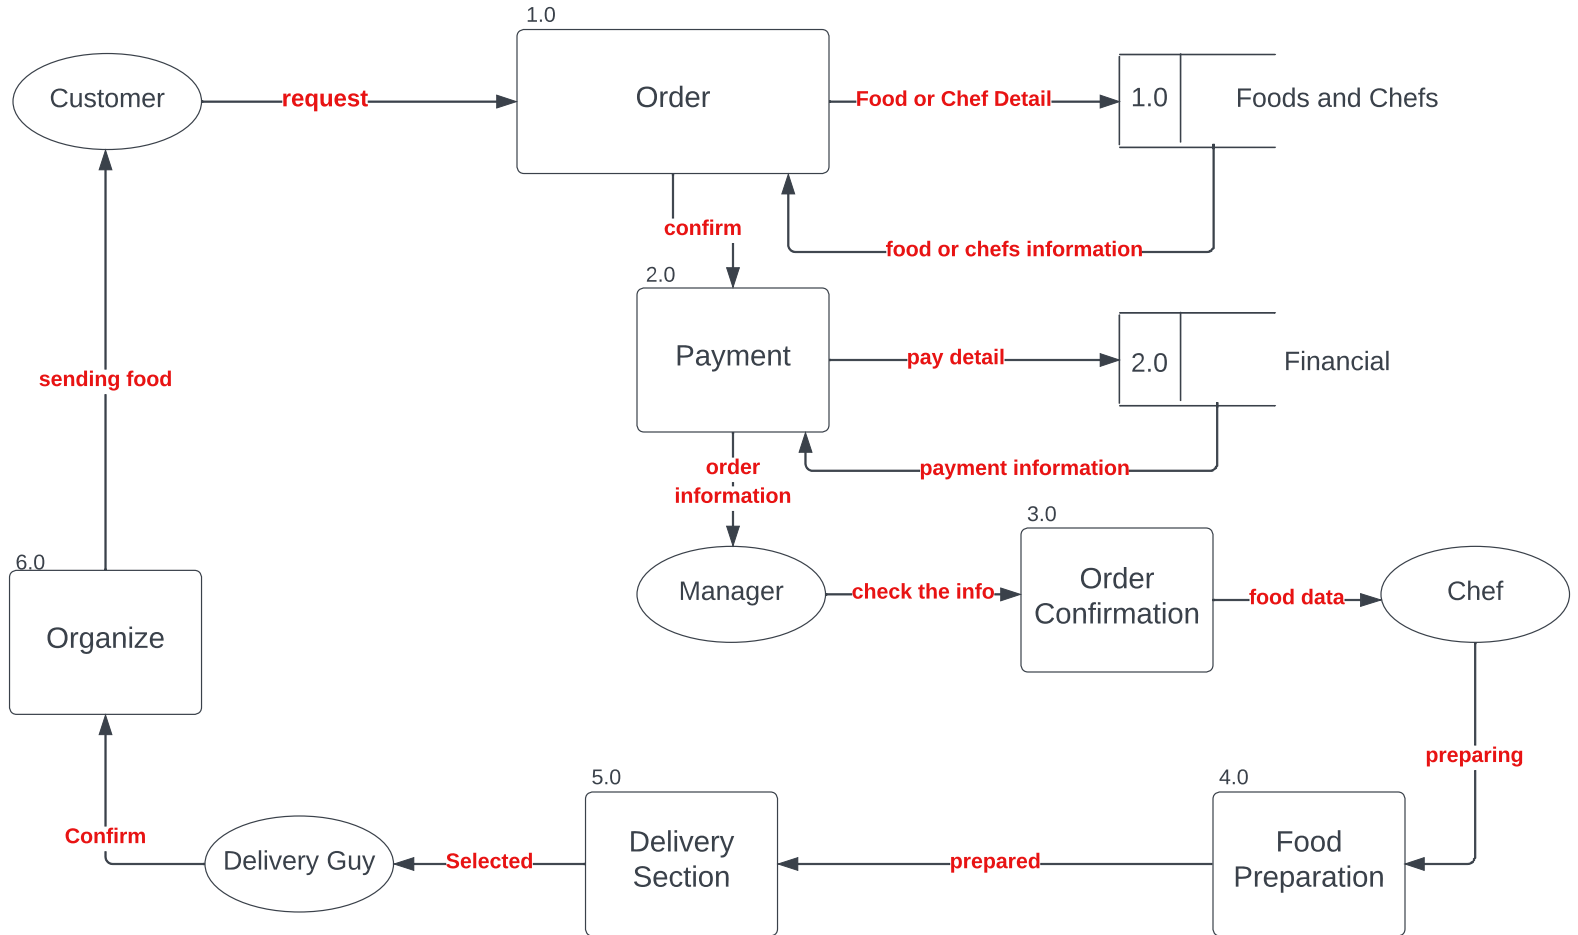 1.0
Customer
request
Order
Food or Chef Detail
1.0
Foods and Chefs
confirm
food or chefs information
2.0
Payment
pay detail
2.0
Financial
sending food
order
information
payment information
3.0
6.0
Manager
check the info
Order
Confirmation
food data
Chef
Organize
preparing
5.0
4.0
Confirm
Delivery Guy
Selected
Delivery
Section
prepared
Food
Preparation